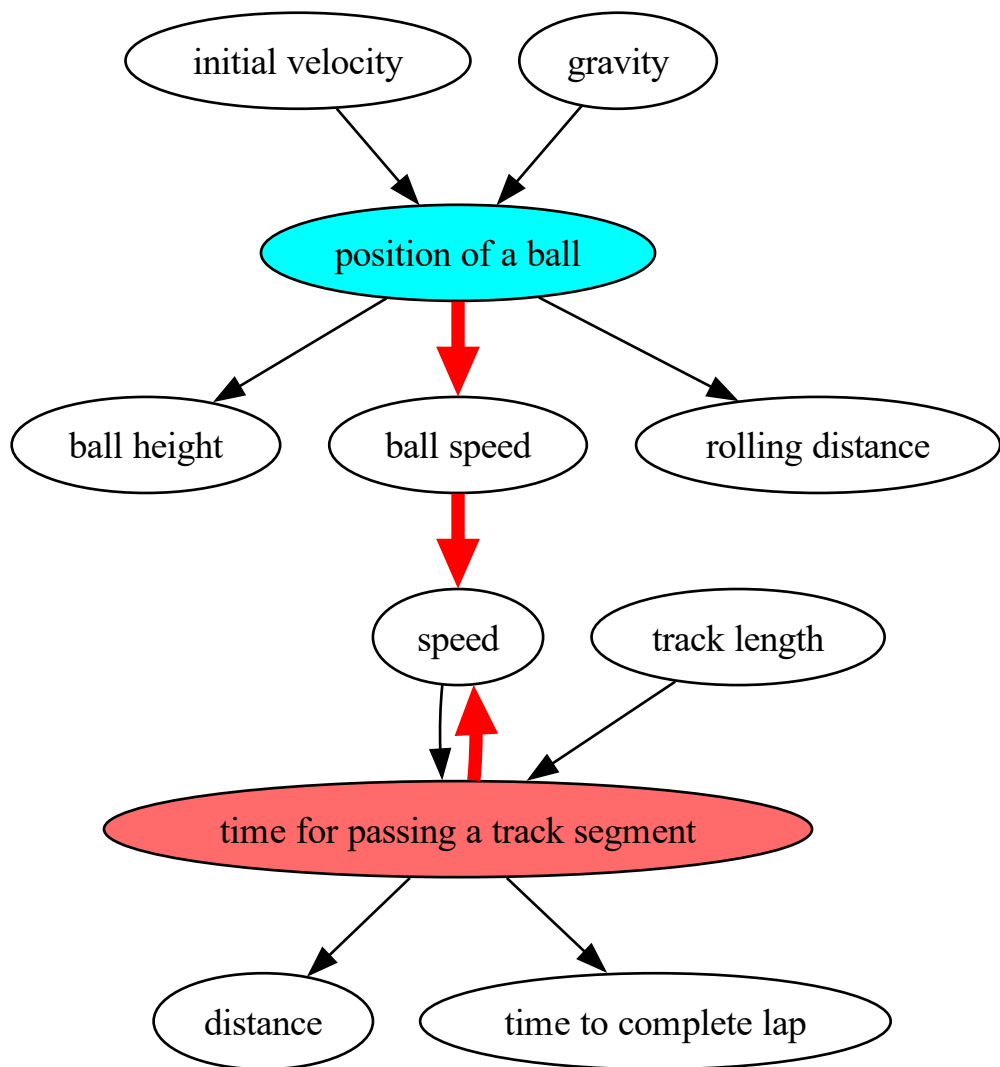 initial velocity
gravity
position of a ball
ball height
ball speed
rolling distance
speed
track length
time for passing a track segment
distance
time to complete lap